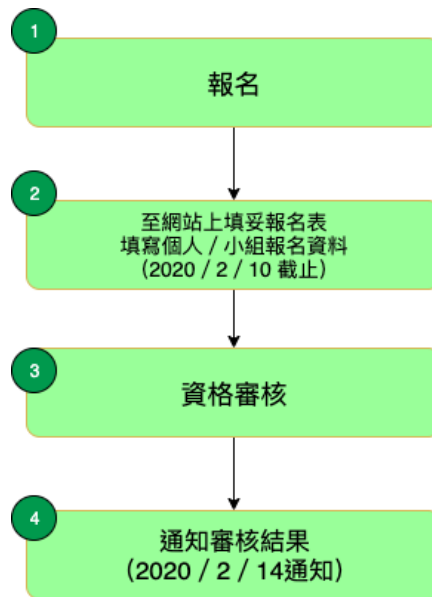 1
報名
2
至網站上填妥報名表
填寫個人 / 小組報名資料
(2020 / 2 / 10 截止)
3
資格審核
4
通知審核結果
(2020 / 2 / 14通知)